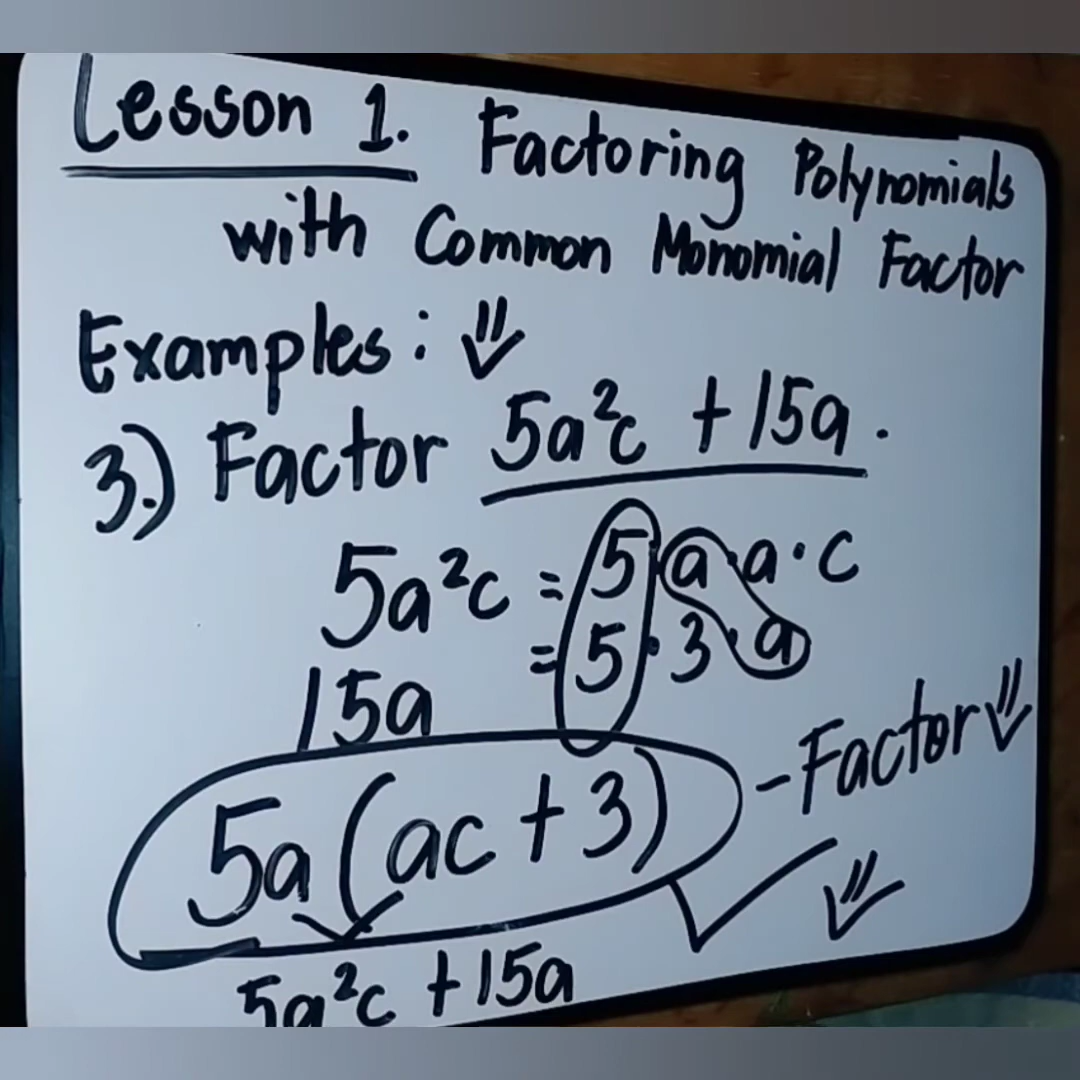 Lesson 1. Factoring Polynomials
with Common Monomial Factor
Examples:
3.) Factor 5a²c + 15a.
5a²c = 5·a·a·c
15a = 5·3·a
5a(ac + 3) - Factor
5a²c + 15a